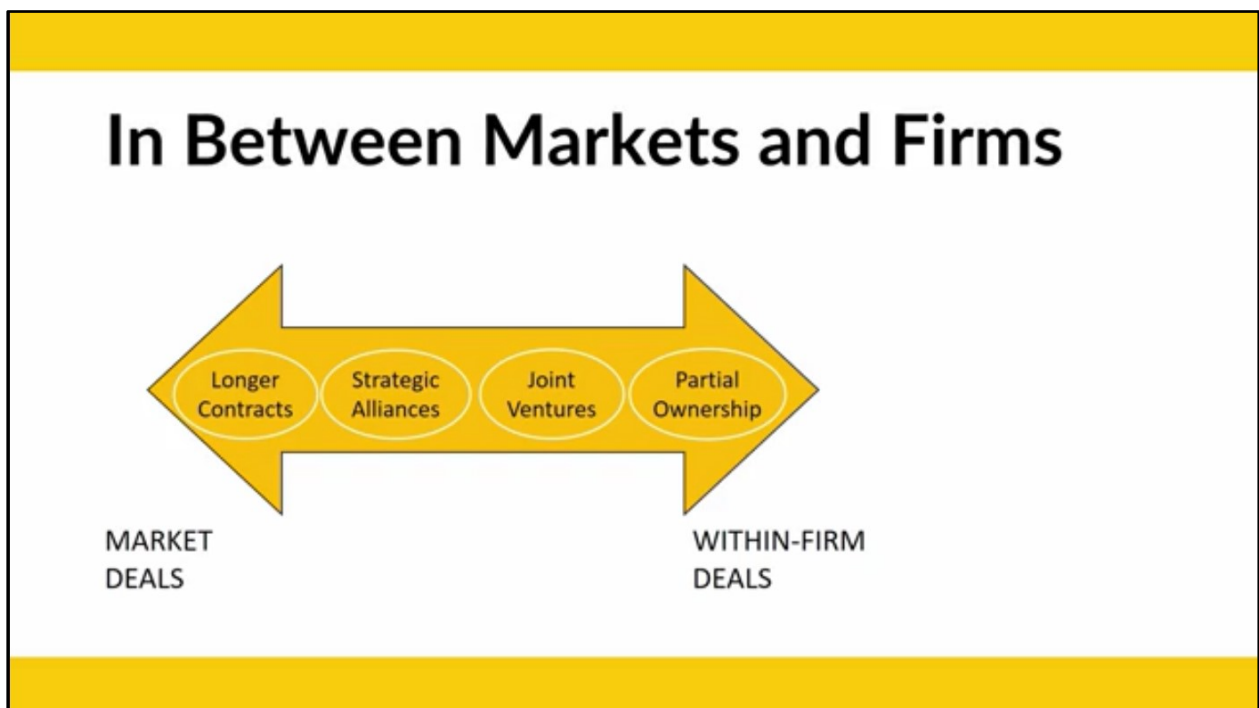 In Between Markets and Firms
Longer
Contracts
Strategic
Alliances
Joint
Ventures
Partial
Ownership
MARKET
DEALS
WITHIN-FIRM
DEALS